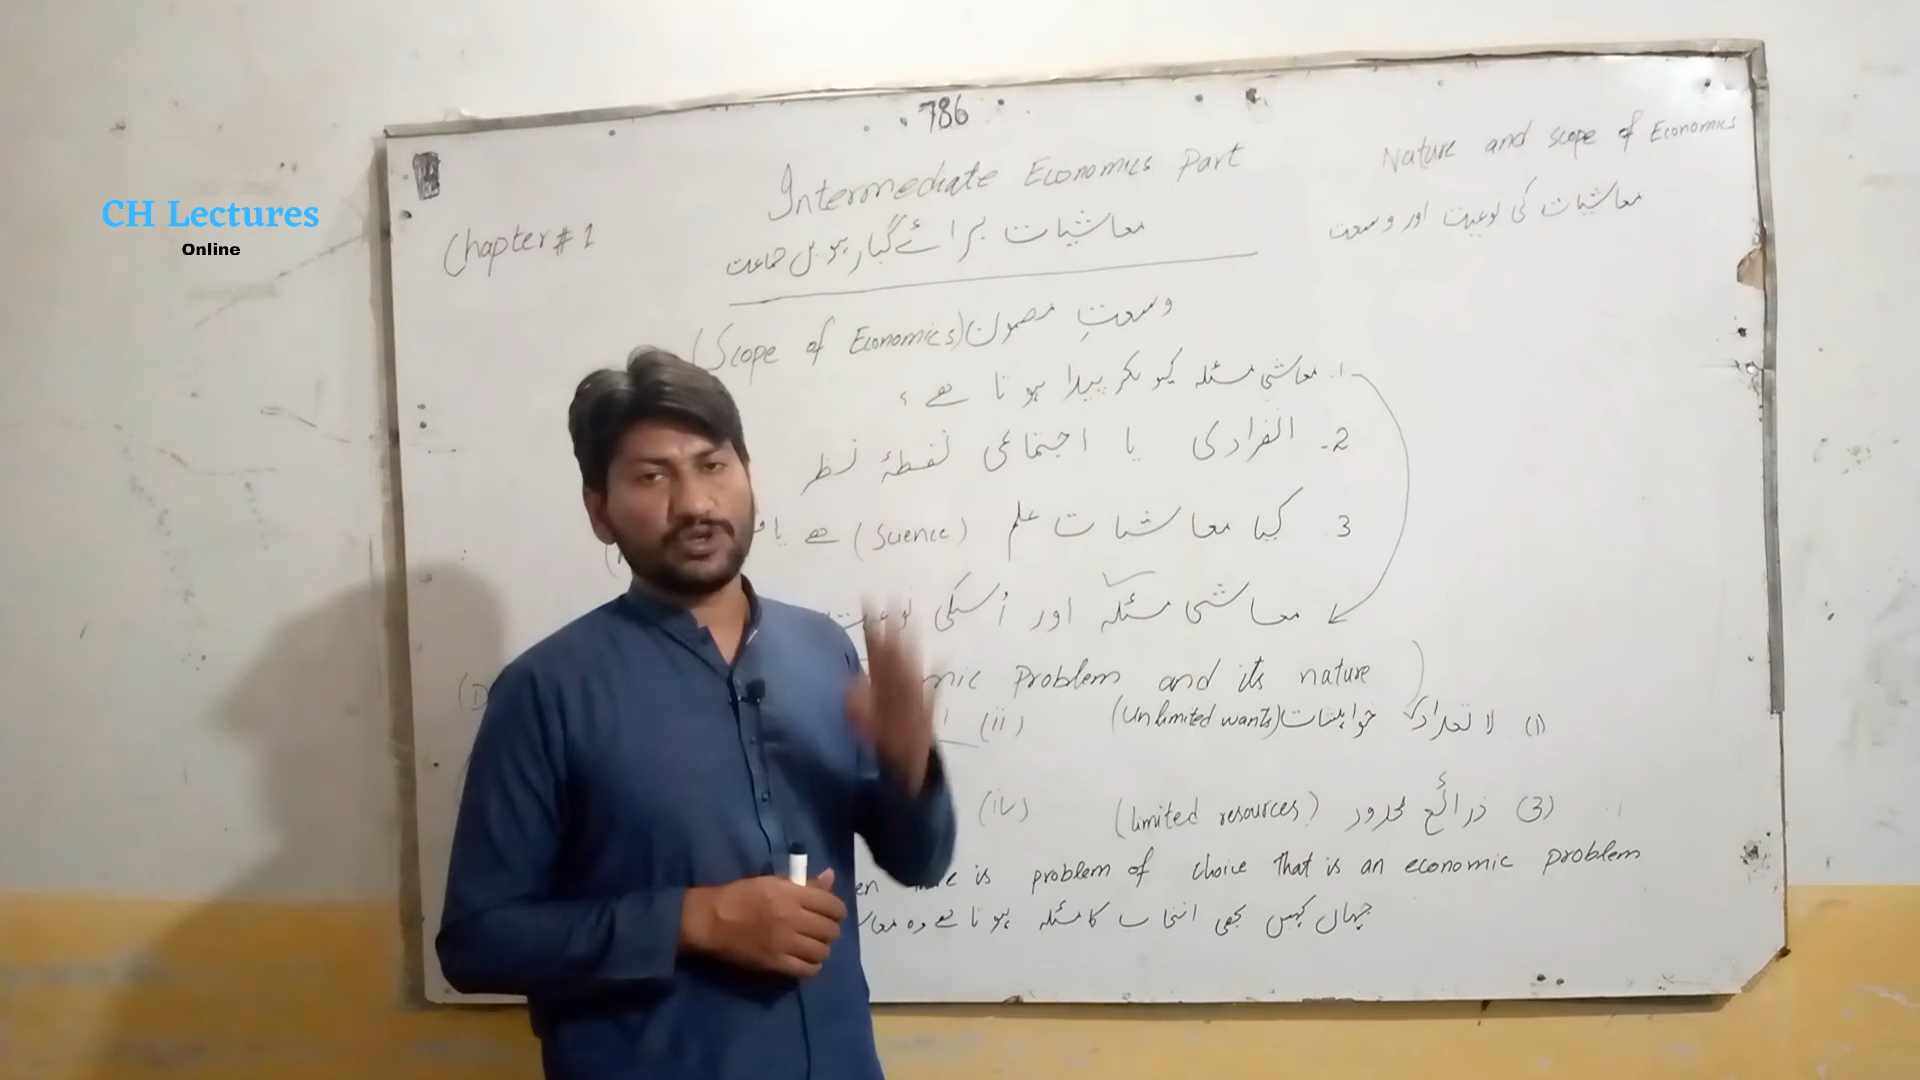 786
CH Lectures
Online
Intermediate Economics Part
Nature and scope of Economics
Chapter # 1
معاشیات برائے گیارہویں جماعت
معاشیات کی نوعیت اور وسعت
وسعتِ مضمون (Scope of Economics)
1. معاشی مسئلہ کیونکر پیدا ہوتا ہے ؟
2. انفرادی یا اجتماعی نقطۂ نظر
3. کیا معاشیات علم (Science) ہے یا
معاشی مسئلہ اور اُسکی نوعیت
problem and its nature
(i) لاتعداد خواہشات (Unlimited wants) (ii)
(3) ذرائع محدود (limited resources) (iv)
is problem of choice that is an economic problem
جہاں کہیں بھی انتخاب کا مسئلہ ہوتا ہے وہ